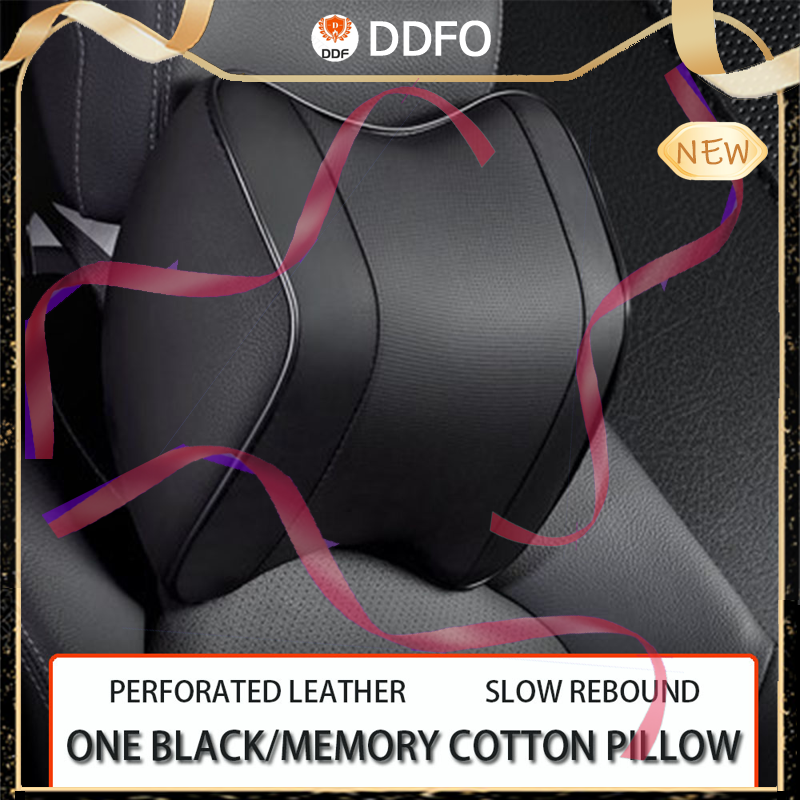 DDF
DDFO
NEW
PERFORATED LEATHER SLOW REBOUND
ONE BLACK/MEMORY COTTON PILLOW